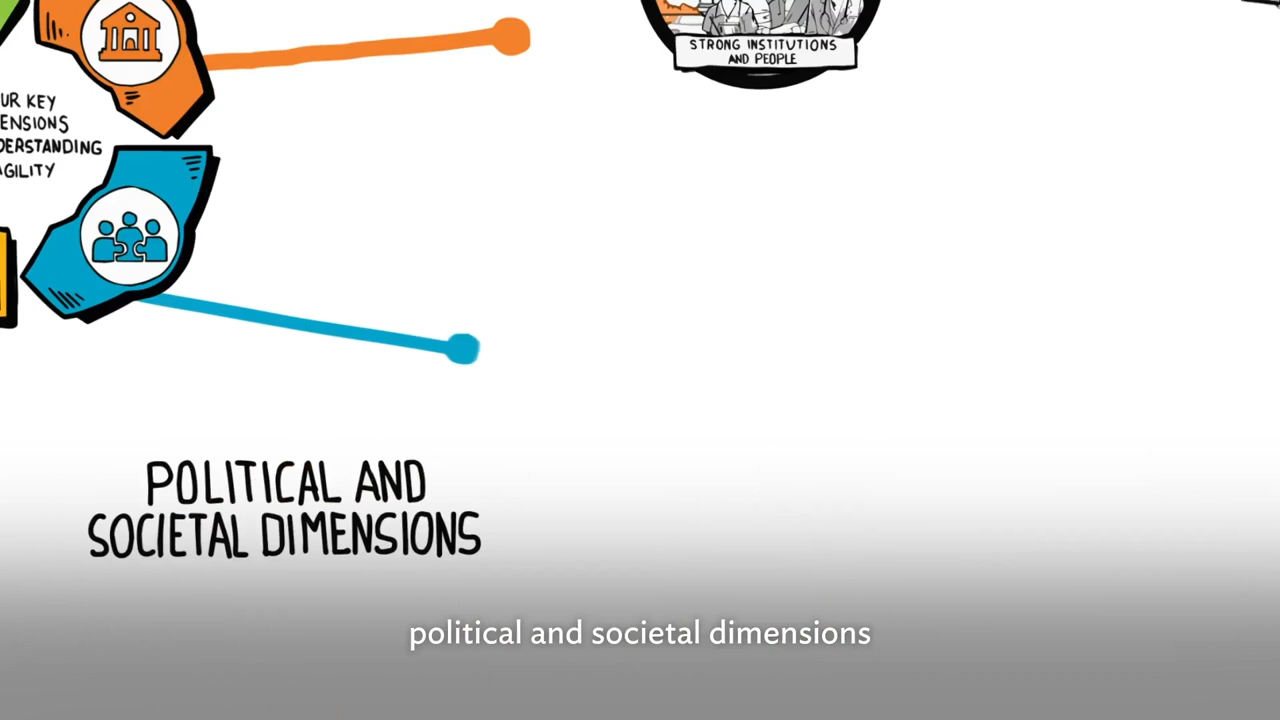 STRONG INSTITUTIONS
AND PEOPLE
UR KEY
ENSIONS
DERSTANDING
AGILITY
POLITICAL AND
SOCIETAL DIMENSIONS
political and societal dimensions